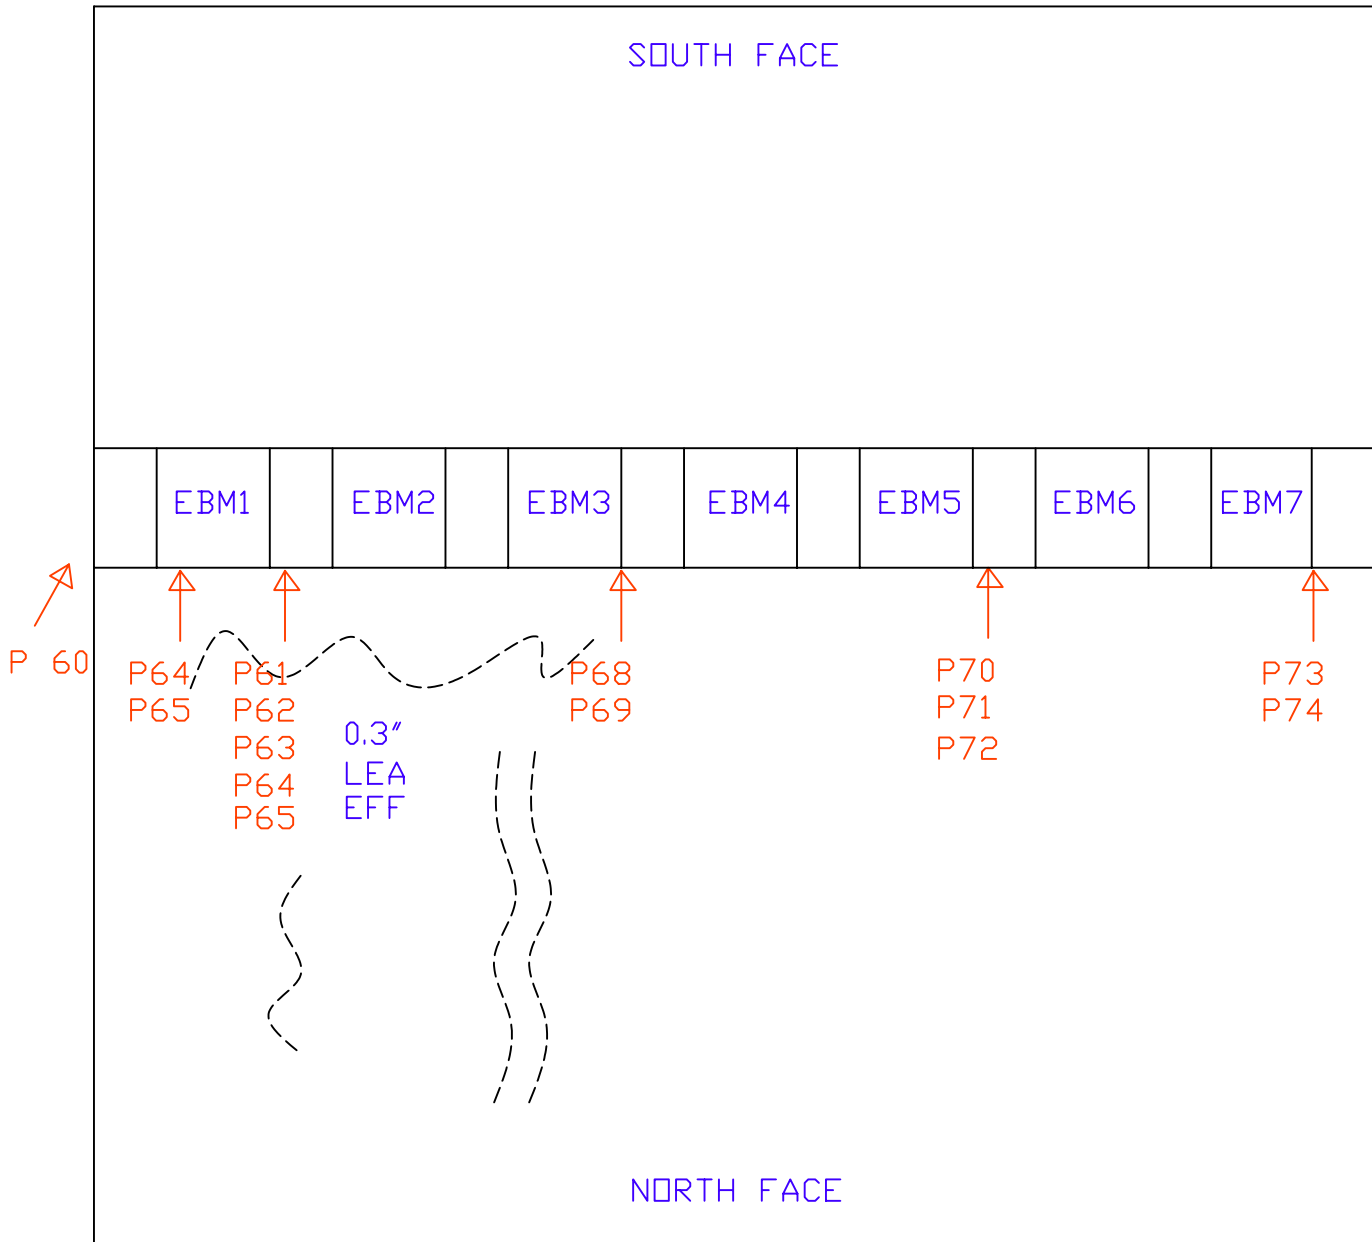 SOUTH FACE
EBM1 EBM2 EBM3 EBM4 EBM5 EBM6 EBM7
P 60
P64
P65
P61
P62
P63
P64
P65
0.3"
LEA
EFF
P68
P69
P70
P71
P72
P73
P74
NORTH FACE